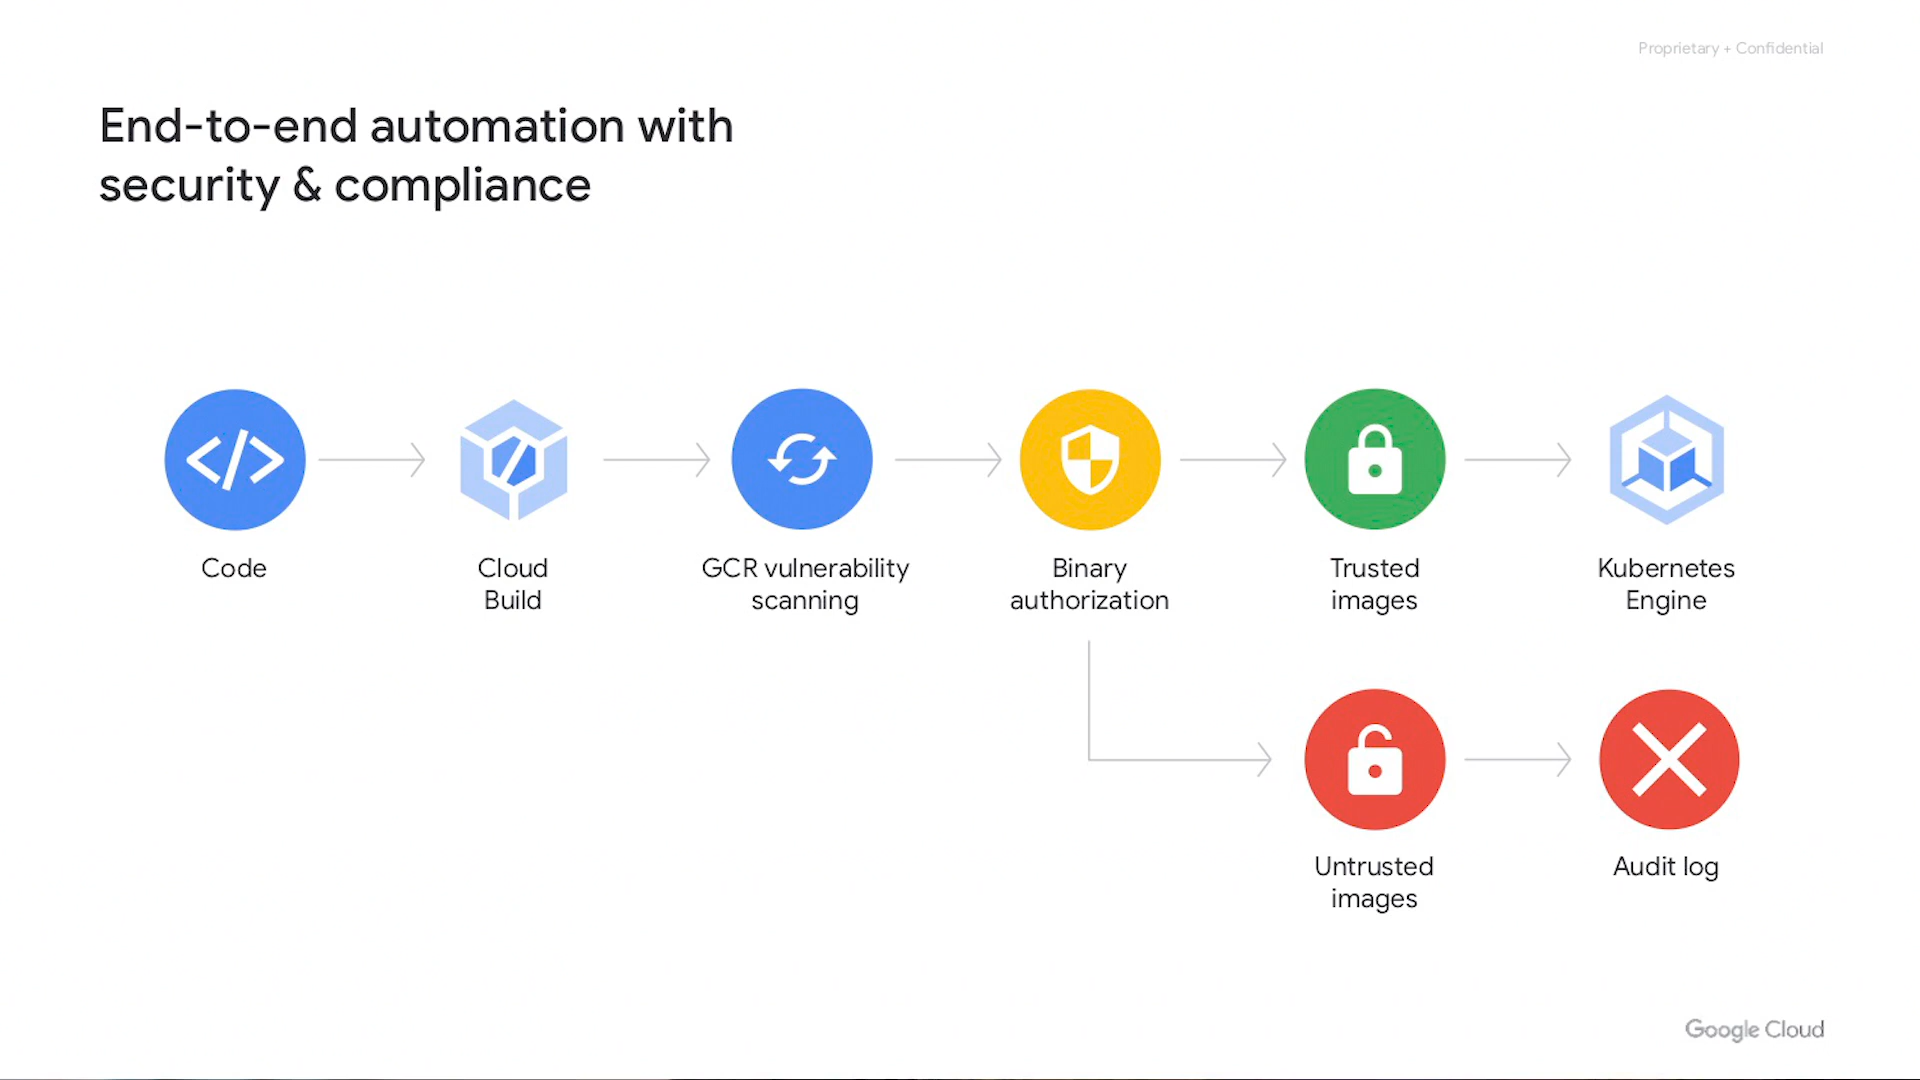 Proprietary + Confidential
End-to-end automation with
security & compliance
Code
Cloud
Build
GCR vulnerability
scanning
Binary
authorization
Trusted
images
Kubernetes
Engine
Untrusted
images
Audit log
Google Cloud